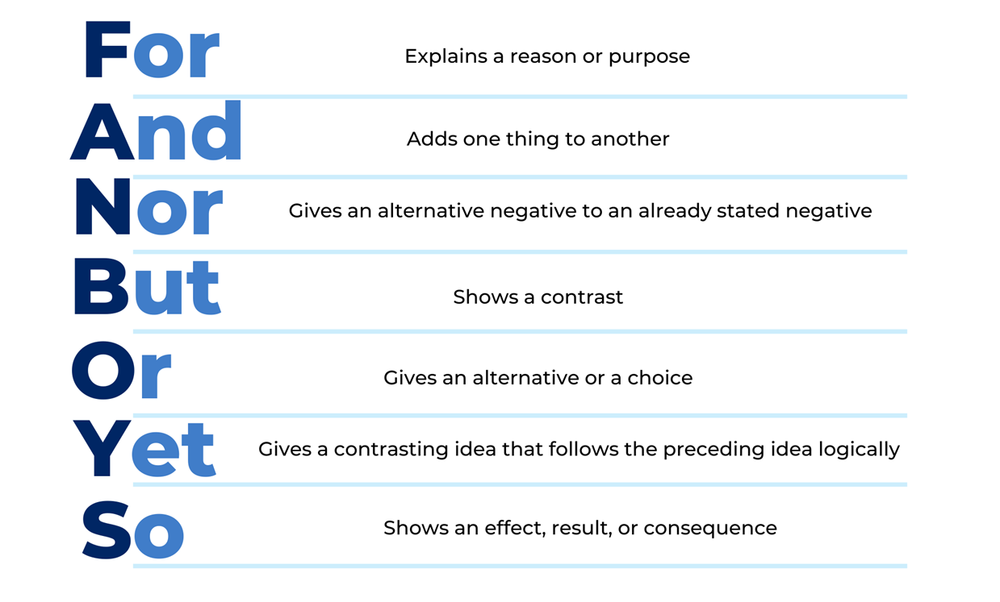 For Explains a reason or purpose
And Adds one thing to another
Nor Gives an alternative negative to an already stated negative
But Shows a contrast
Or Gives an alternative or a choice
Yet Gives a contrasting idea that follows the preceding idea logically
So Shows an effect, result, or consequence